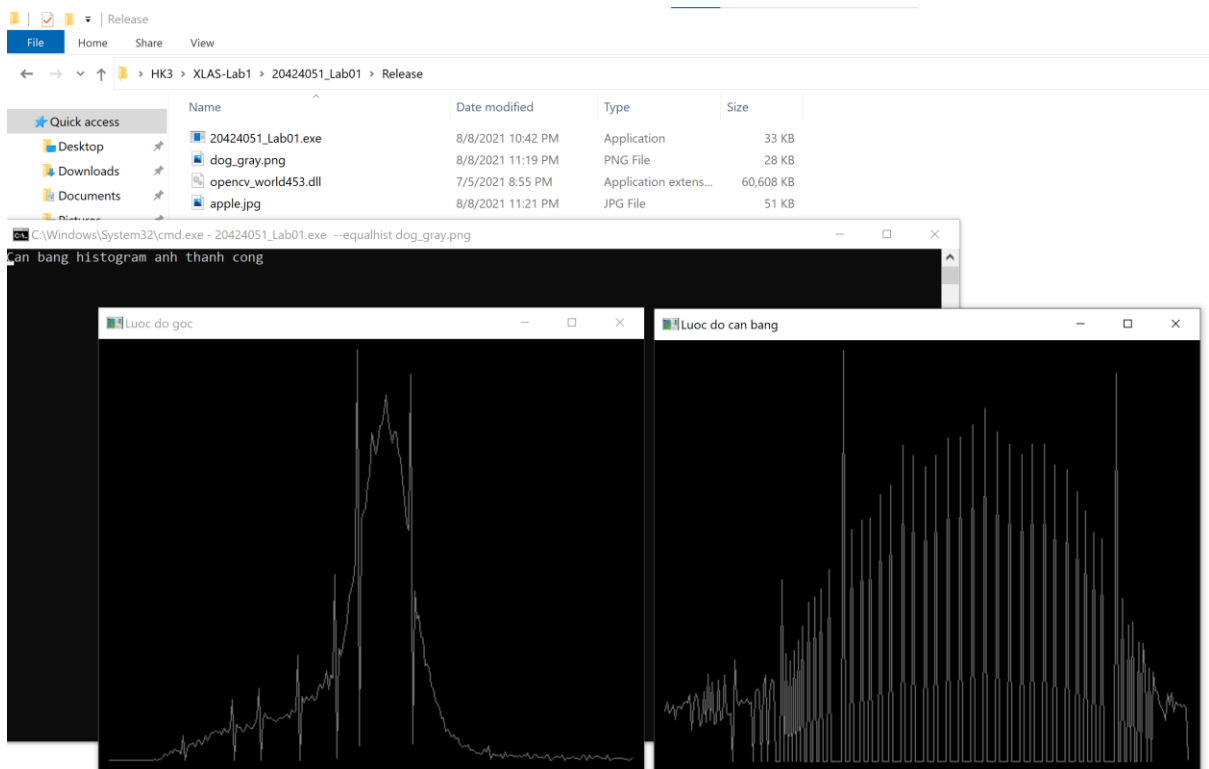 Release
File Home Share View
HK3 > XLAS-Lab1 > 20424051_Lab01 > Release
Name Date modified Type Size
Quick access
Desktop
Downloads
Documents
Pictures
20424051_Lab01.exe 8/8/2021 10:42 PM Application 33 KB
dog_gray.png 8/8/2021 11:19 PM PNG File 28 KB
opencv_world453.dll 7/5/2021 8:55 PM Application extens... 60,608 KB
apple.jpg 8/8/2021 11:21 PM JPG File 51 KB
C:\Windows\System32\cmd.exe - 20424051_Lab01.exe --equalhist dog_gray.png
Can bang histogram anh thanh cong
Luoc do goc
Luoc do can bang